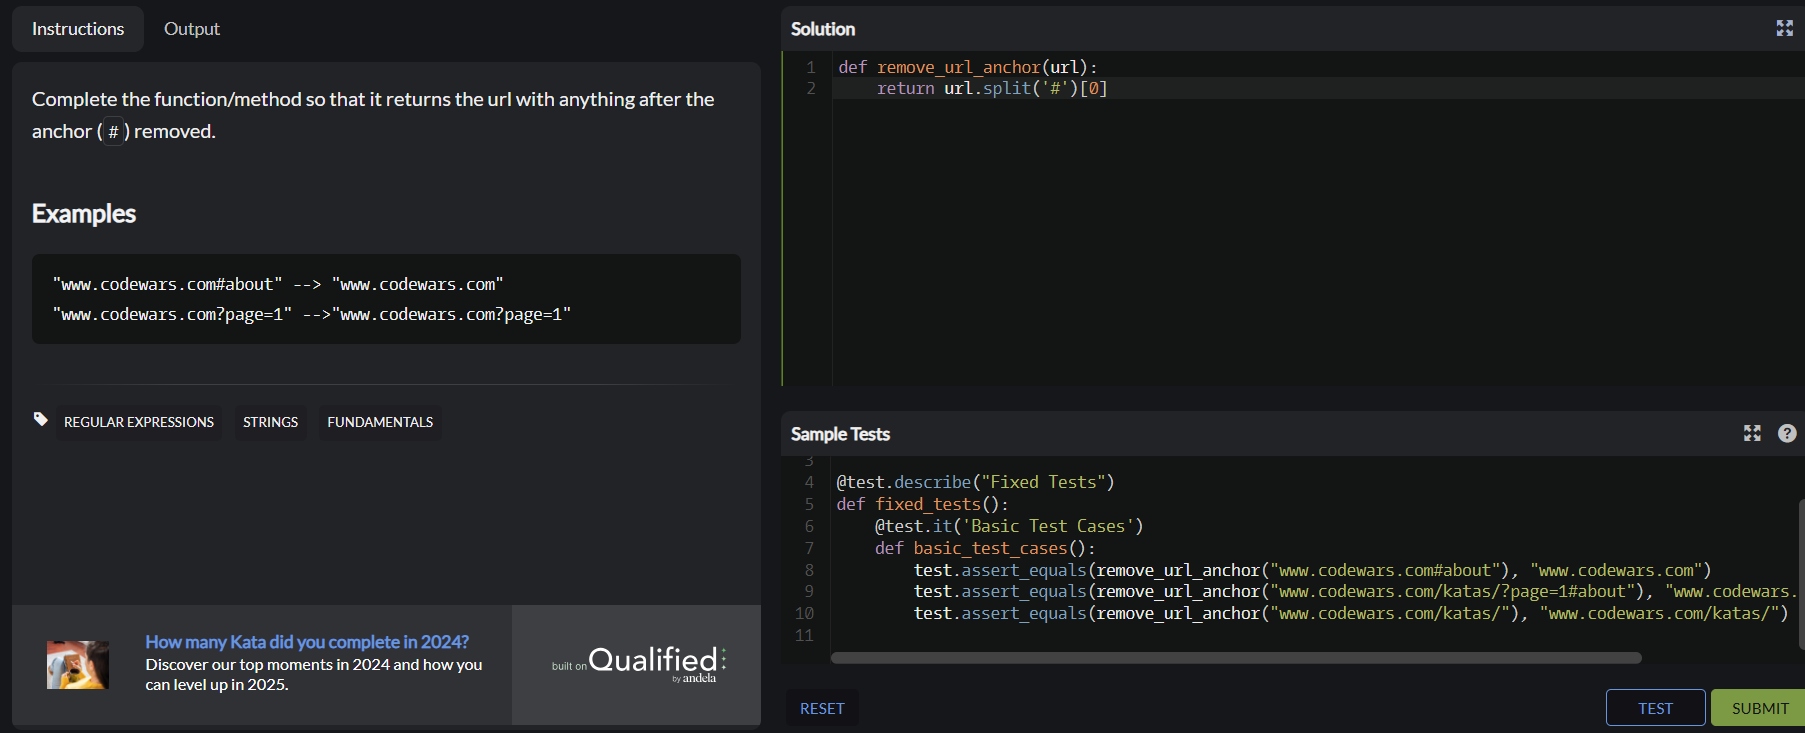 Instructions
Output
Complete the function/method so that it returns the url with anything after the
anchor ( # ) removed.
Examples
"www.codewars.com#about" --> "www.codewars.com"
"www.codewars.com?page=1" -->"www.codewars.com?page=1"
REGULAR EXPRESSIONS
STRINGS
FUNDAMENTALS
How many Kata did you complete in 2024?
Discover our top moments in 2024 and how you
can level up in 2025.
built on Qualified
by andela
Solution
1 def remove_url_anchor(url):
2     return url.split('#')[0]
Sample Tests
3
4 @test.describe("Fixed Tests")
5 def fixed_tests():
6     @test.it('Basic Test Cases')
7     def basic_test_cases():
8         test.assert_equals(remove_url_anchor("www.codewars.com#about"), "www.codewars.com")
9         test.assert_equals(remove_url_anchor("www.codewars.com/katas/?page=1#about"), "www.codewars.
10         test.assert_equals(remove_url_anchor("www.codewars.com/katas/"), "www.codewars.com/katas/")
11
RESET
TEST
SUBMIT